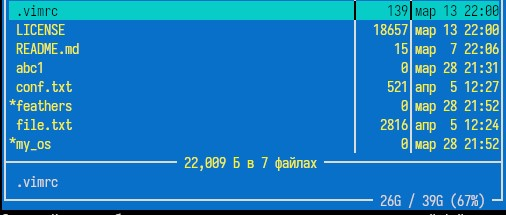 .vimrc 139 мар 13 22:00
LICENSE 18657 мар 13 22:00
README.md 15 мар 7 22:06
abc1 0 мар 28 21:31
conf.txt 521 апр 5 12:27
*feathers 0 мар 28 21:52
file.txt 2816 апр 5 12:24
*my_os 0 мар 28 21:52
22,009 Б в 7 файлах
.vimrc
26G / 39G (67%)